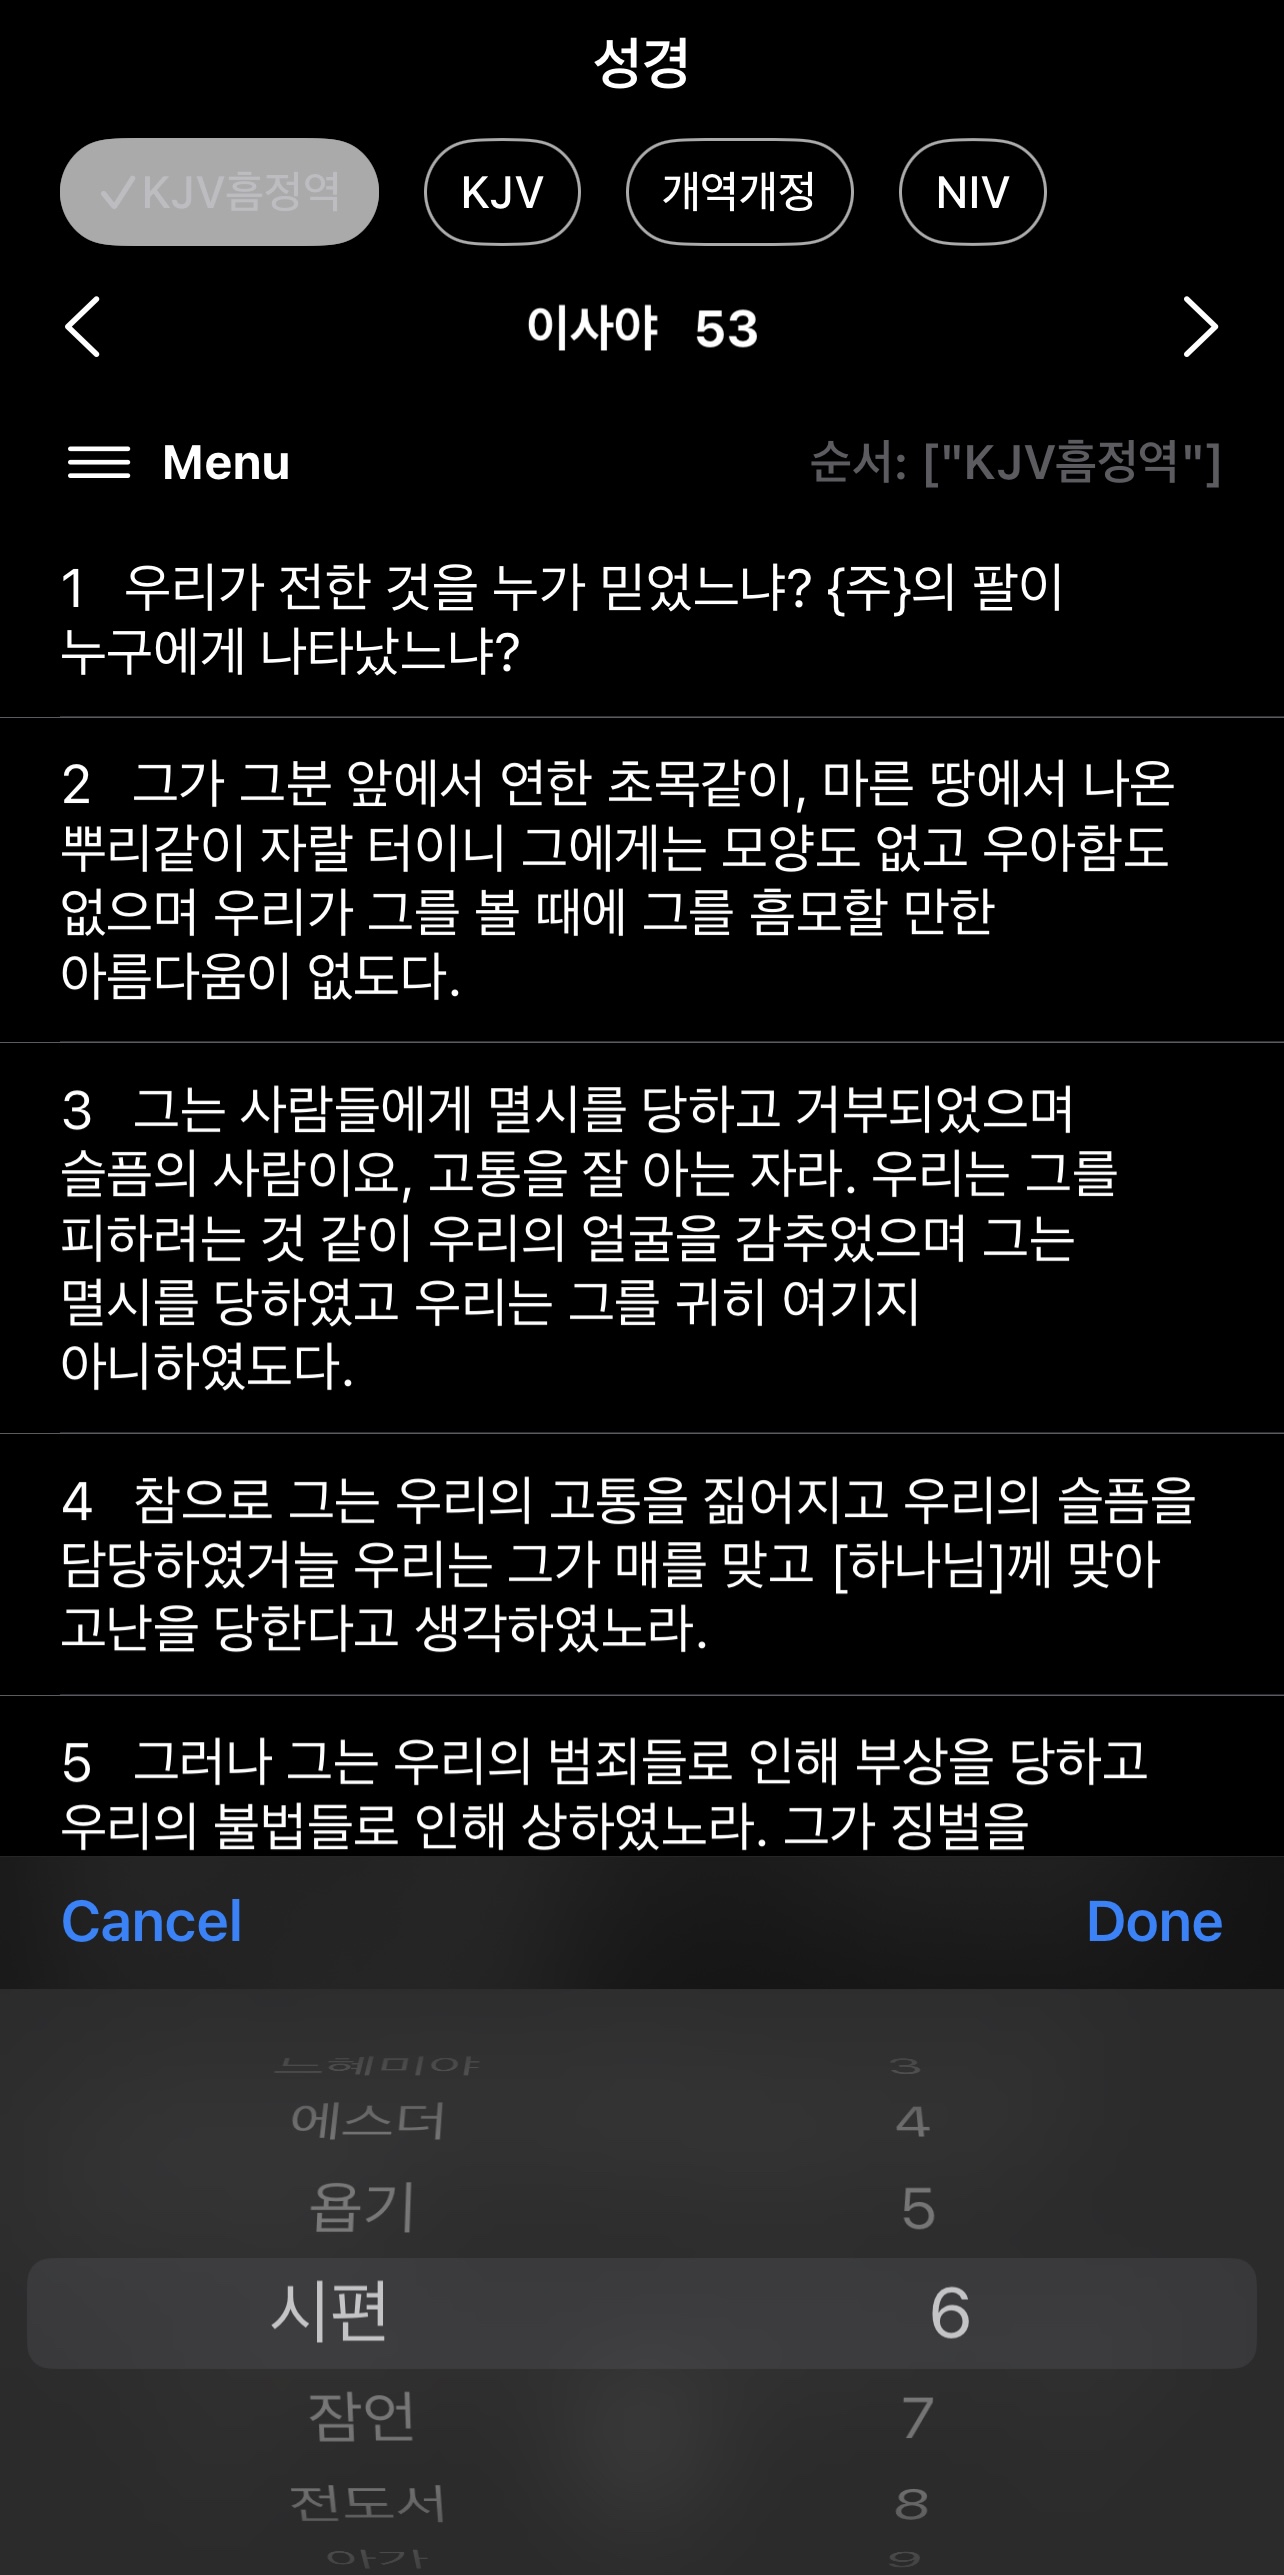 성경
✓KJV흠정역 KJV 개역개정 NIV
이사야 53
Menu 순서: ["KJV흠정역"]
1 우리가 전한 것을 누가 믿었느냐? {주}의 팔이
누구에게 나타났느냐?
2 그가 그분 앞에서 연한 초목같이, 마른 땅에서 나온
뿌리같이 자랄 터이니 그에게는 모양도 없고 우아함도
없으며 우리가 그를 볼 때에 그를 흠모할 만한
아름다움이 없도다.
3 그는 사람들에게 멸시를 당하고 거부되었으며
슬픔의 사람이요, 고통을 잘 아는 자라. 우리는 그를
피하려는 것 같이 우리의 얼굴을 감추었으며 그는
멸시를 당하였고 우리는 그를 귀히 여기지
아니하였도다.
4 참으로 그는 우리의 고통을 짊어지고 우리의 슬픔을
담당하였거늘 우리는 그가 매를 맞고 [하나님]께 맞아
고난을 당한다고 생각하였노라.
5 그러나 그는 우리의 범죄들로 인해 부상을 당하고
우리의 불법들로 인해 상하였노라. 그가 징벌을
Cancel Done
느헤미야 3
에스더 4
욥기 5
시편 6
잠언 7
전도서 8
아가 9